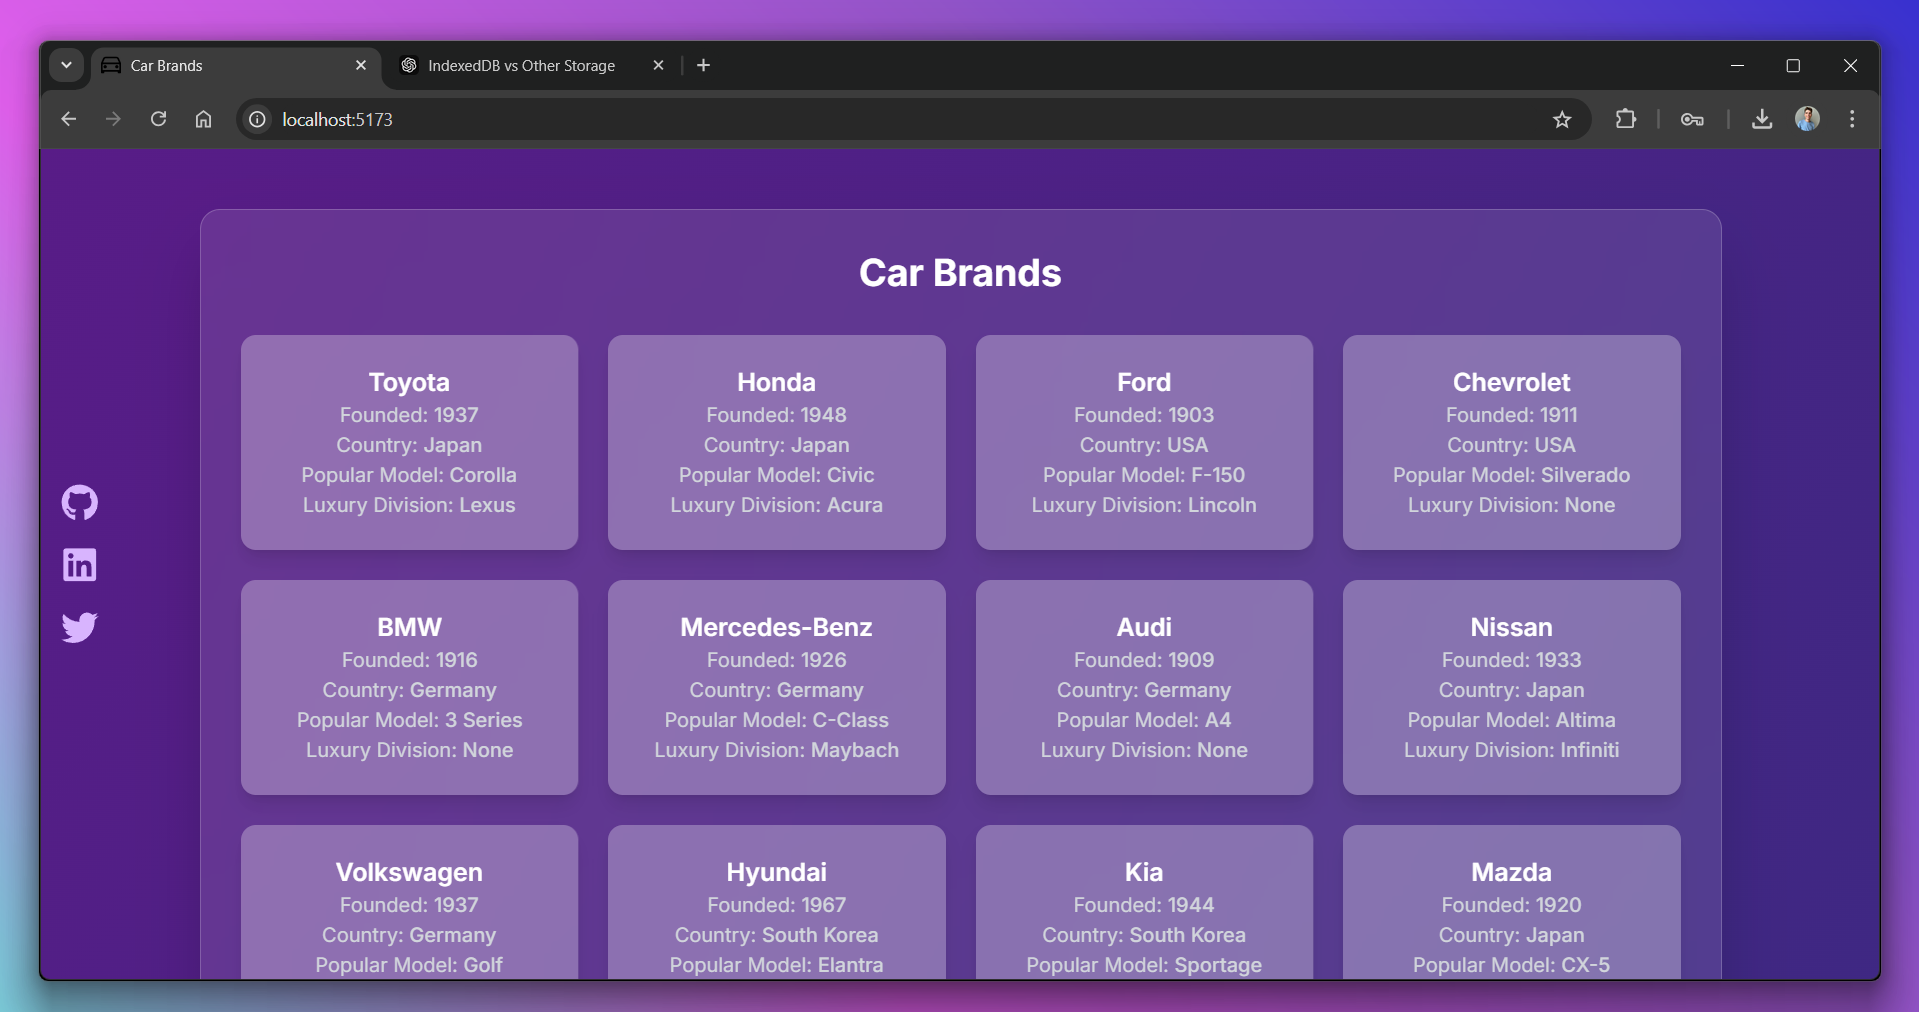 Car Brands
IndexedDB vs Other Storage
localhost:5173
Car Brands
Toyota
Founded: 1937
Country: Japan
Popular Model: Corolla
Luxury Division: Lexus
Honda
Founded: 1948
Country: Japan
Popular Model: Civic
Luxury Division: Acura
Ford
Founded: 1903
Country: USA
Popular Model: F-150
Luxury Division: Lincoln
Chevrolet
Founded: 1911
Country: USA
Popular Model: Silverado
Luxury Division: None
BMW
Founded: 1916
Country: Germany
Popular Model: 3 Series
Luxury Division: None
Mercedes-Benz
Founded: 1926
Country: Germany
Popular Model: C-Class
Luxury Division: Maybach
Audi
Founded: 1909
Country: Germany
Popular Model: A4
Luxury Division: None
Nissan
Founded: 1933
Country: Japan
Popular Model: Altima
Luxury Division: Infiniti
Volkswagen
Founded: 1937
Country: Germany
Popular Model: Golf
Hyundai
Founded: 1967
Country: South Korea
Popular Model: Elantra
Kia
Founded: 1944
Country: South Korea
Popular Model: Sportage
Mazda
Founded: 1920
Country: Japan
Popular Model: CX-5
in